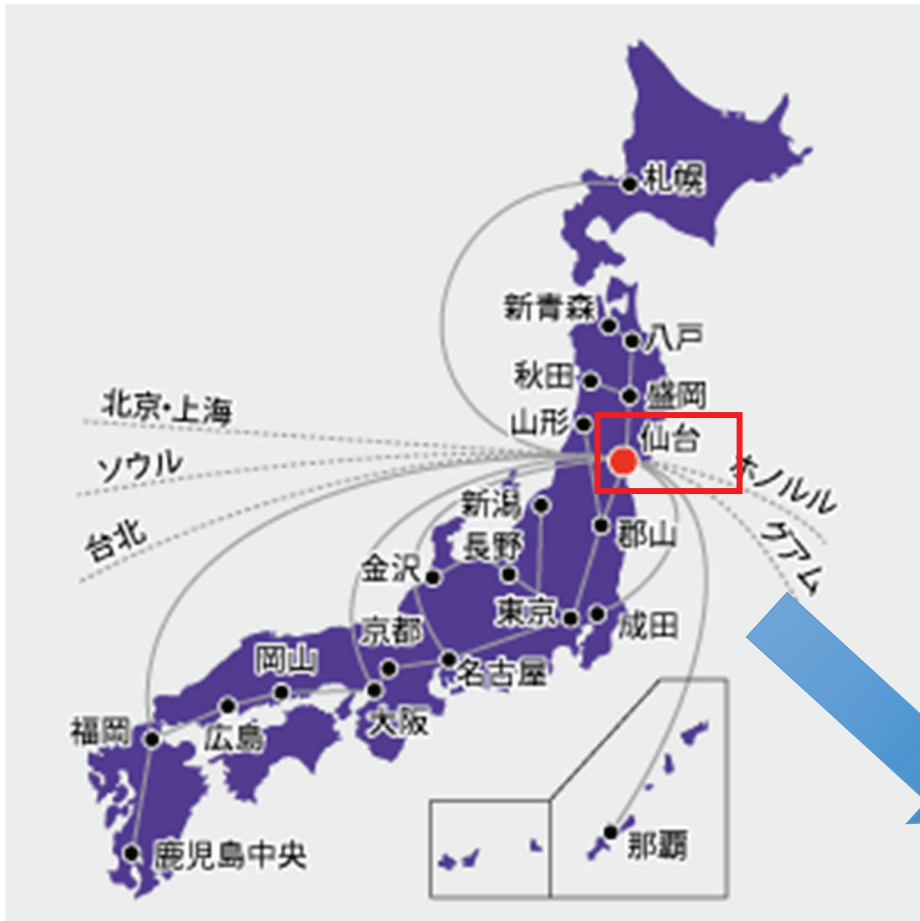 札幌
新青森
八戸
秋田
盛岡
山形
仙台
北京・上海
ソウル
台北
ホノルル
グアム
新潟
郡山
長野
金沢
東京
成田
京都
岡山
名古屋
大阪
福岡
広島
鹿児島中央
那覇